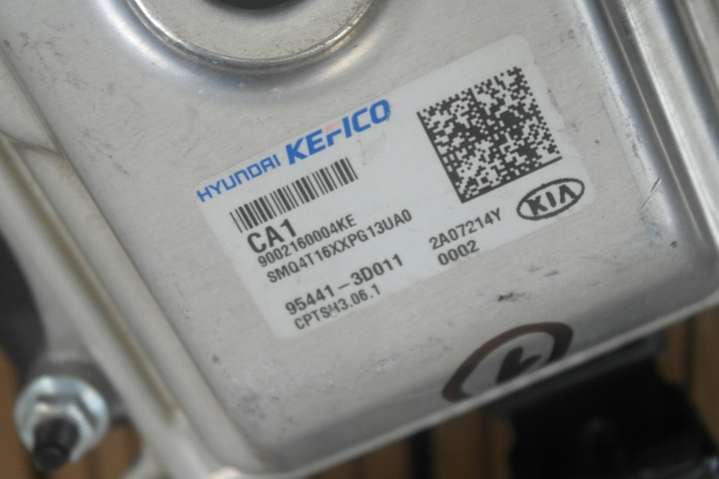 HYUNDAI KEFICO
CA1
9002160004KE
SMQ4T16XXPG13UA0
95441-3D011 2A07214Y
CPTSH3.06.1 0002
KIA